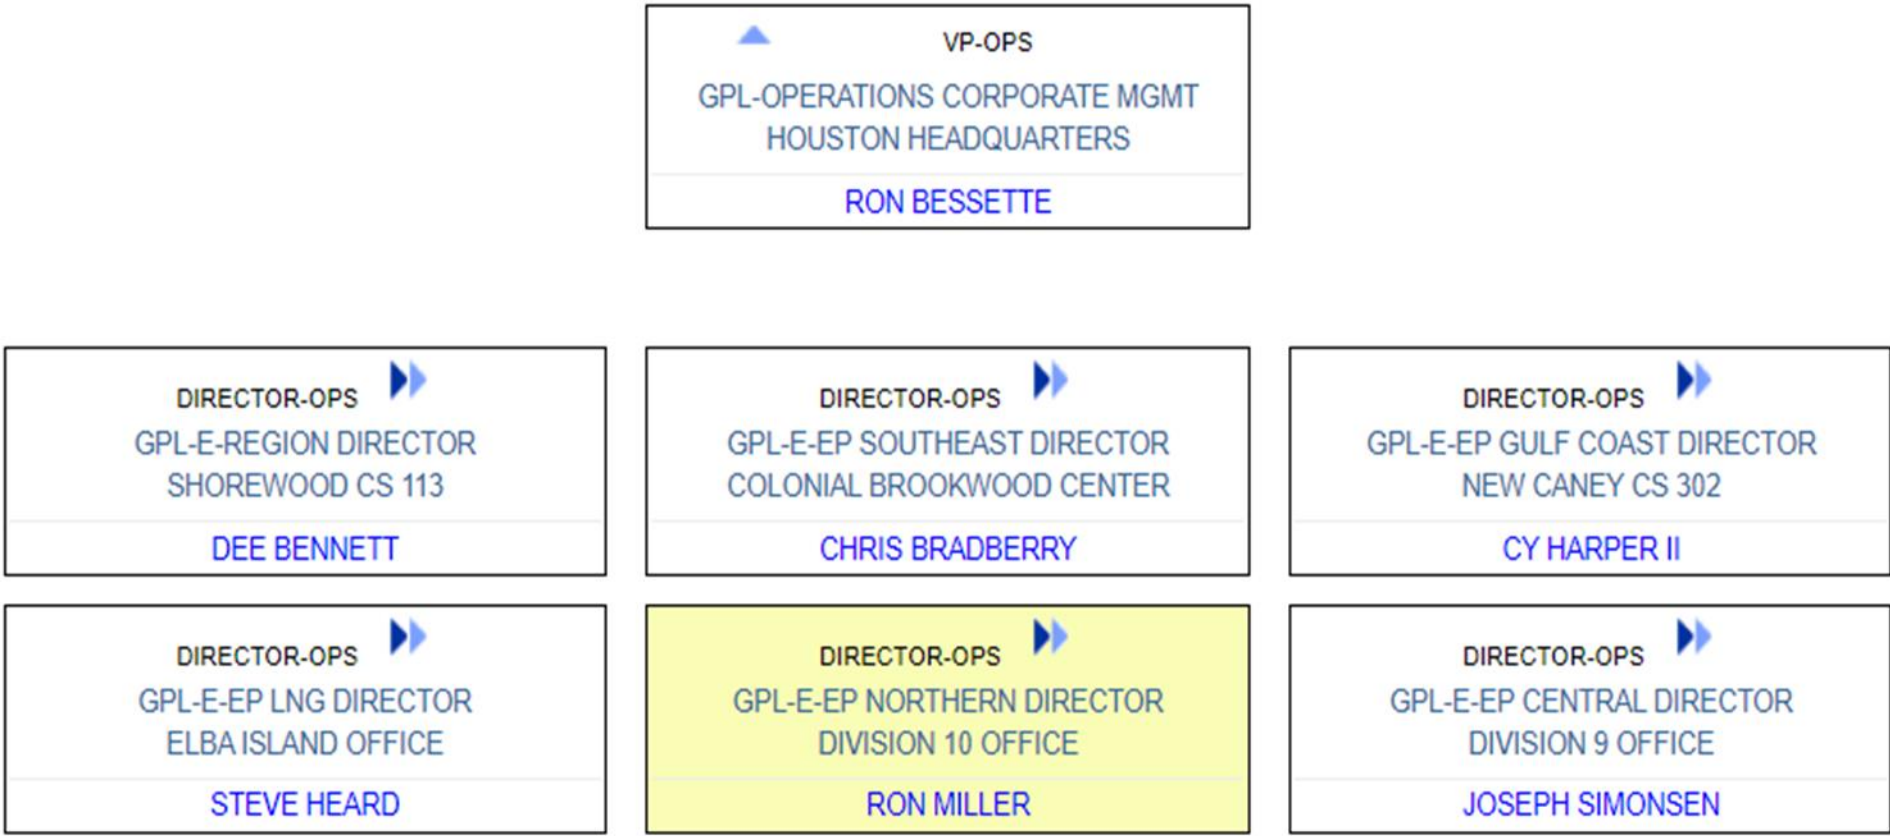 VP-OPS
GPL-OPERATIONS CORPORATE MGMT
HOUSTON HEADQUARTERS
RON BESSETTE
DIRECTOR-OPS
GPL-E-REGION DIRECTOR
SHOREWOOD CS 113
DEE BENNETT
DIRECTOR-OPS
GPL-E-EP SOUTHEAST DIRECTOR
COLONIAL BROOKWOOD CENTER
CHRIS BRADBERRY
DIRECTOR-OPS
GPL-E-EP GULF COAST DIRECTOR
NEW CANEY CS 302
CY HARPER II
DIRECTOR-OPS
GPL-E-EP LNG DIRECTOR
ELBA ISLAND OFFICE
STEVE HEARD
DIRECTOR-OPS
GPL-E-EP NORTHERN DIRECTOR
DIVISION 10 OFFICE
RON MILLER
DIRECTOR-OPS
GPL-E-EP CENTRAL DIRECTOR
DIVISION 9 OFFICE
JOSEPH SIMONSEN